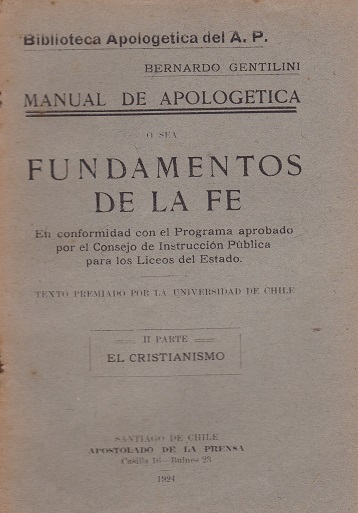 Biblioteca Apologetica del A. P.
BERNARDO GENTILINI
MANUAL DE APOLOGETICA
O SEA
FUNDAMENTOS
DE LA FE
En conformidad con el Programa aprobado
por el Consejo de Instrucción Pública
para los Liceos del Estado.
TEXTO PREMIADO POR LA UNIVERSIDAD DE CHILE
II PARTE
EL CRISTIANISMO
SANTIAGO DE CHILE
APOSTOLADO DE LA PRENSA
Casilla 16—Bulnes 23
1924